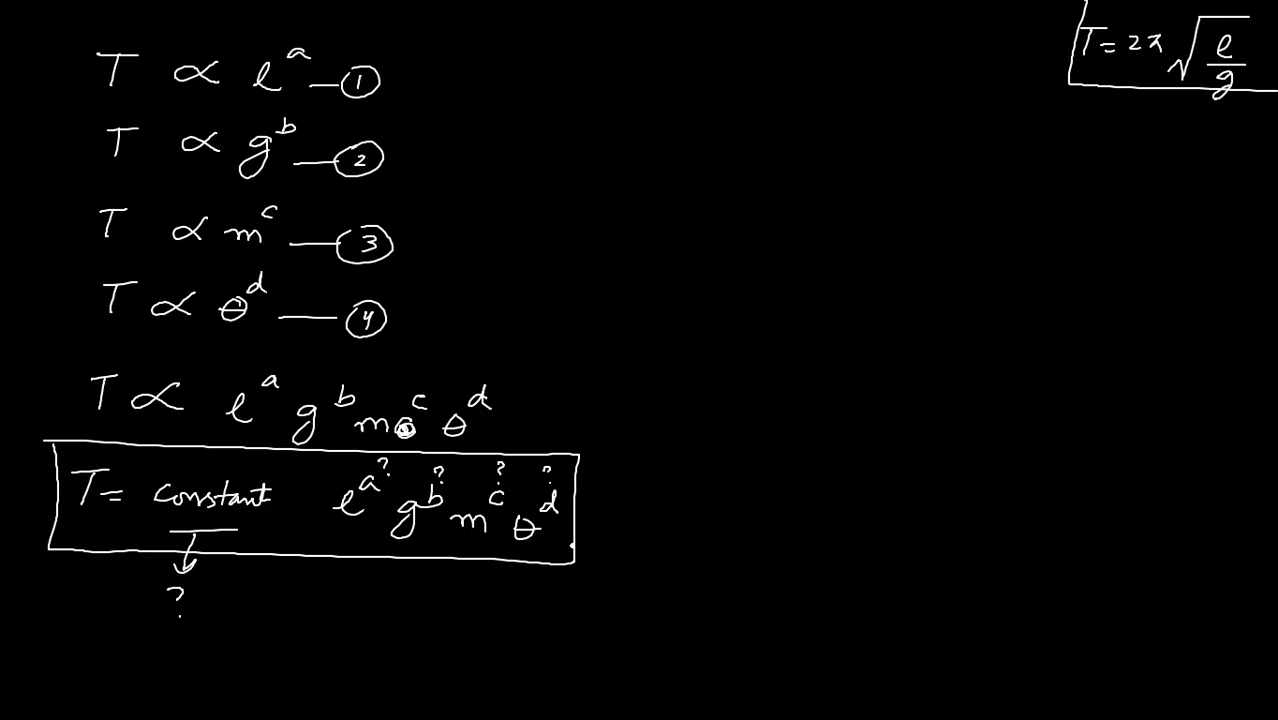 T ∝ l^a —①
T = 2π √(l/g)
T ∝ g^b —②
T ∝ m^c —③
T ∝ θ^d —④
T ∝ l^a g^b m^c θ^d
? ? ? ?
T = constant l^a g^b m^c θ^d
?